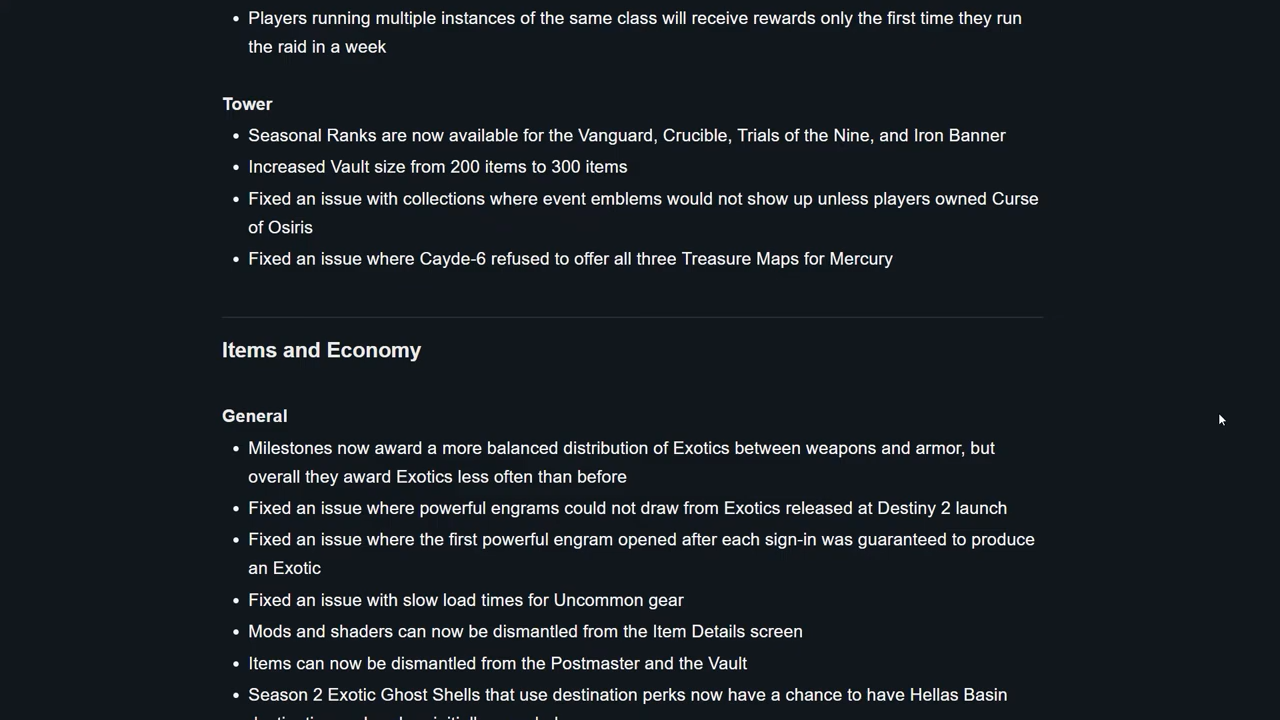 Players running multiple instances of the same class will receive rewards only the first time they run
the raid in a week
Tower
Seasonal Ranks are now available for the Vanguard, Crucible, Trials of the Nine, and Iron Banner
Increased Vault size from 200 items to 300 items
Fixed an issue with collections where event emblems would not show up unless players owned Curse
of Osiris
Fixed an issue where Cayde-6 refused to offer all three Treasure Maps for Mercury
Items and Economy
General
Milestones now award a more balanced distribution of Exotics between weapons and armor, but
overall they award Exotics less often than before
Fixed an issue where powerful engrams could not draw from Exotics released at Destiny 2 launch
Fixed an issue where the first powerful engram opened after each sign-in was guaranteed to produce
an Exotic
Fixed an issue with slow load times for Uncommon gear
Mods and shaders can now be dismantled from the Item Details screen
Items can now be dismantled from the Postmaster and the Vault
Season 2 Exotic Ghost Shells that use destination perks now have a chance to have Hellas Basin